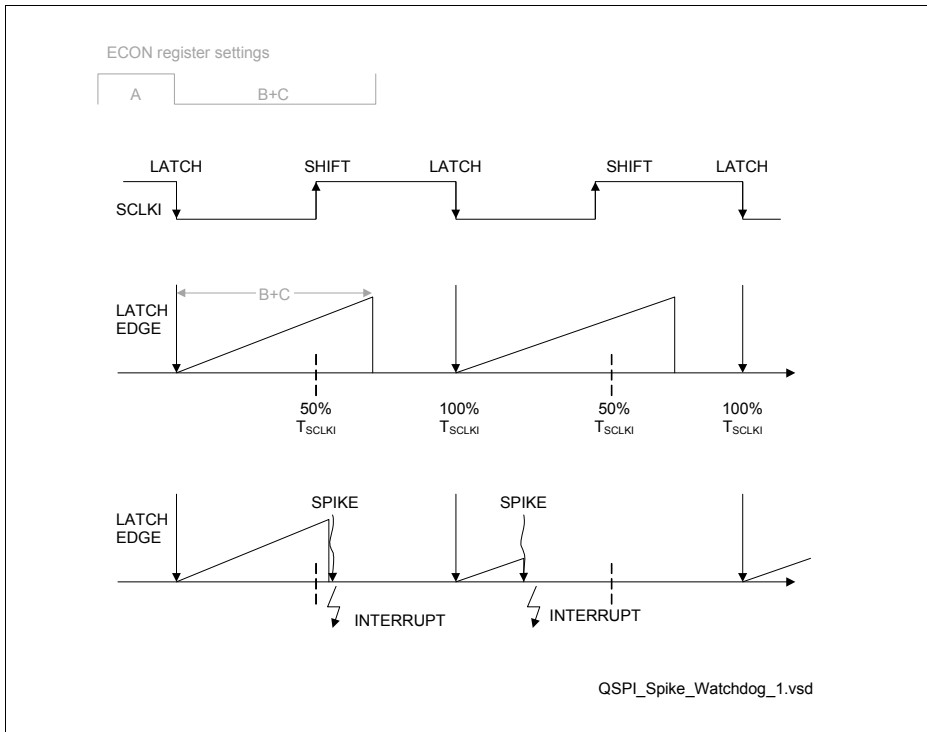 ECON register settings
A B+C
LATCH SHIFT LATCH SHIFT LATCH
SCLKI
B+C
LATCH
EDGE
50% 100% 50% 100%
TSCLKI TSCLKI TSCLKI TSCLKI
SPIKE SPIKE
LATCH
EDGE
INTERRUPT INTERRUPT
QSPI_Spike_Watchdog_1.vsd